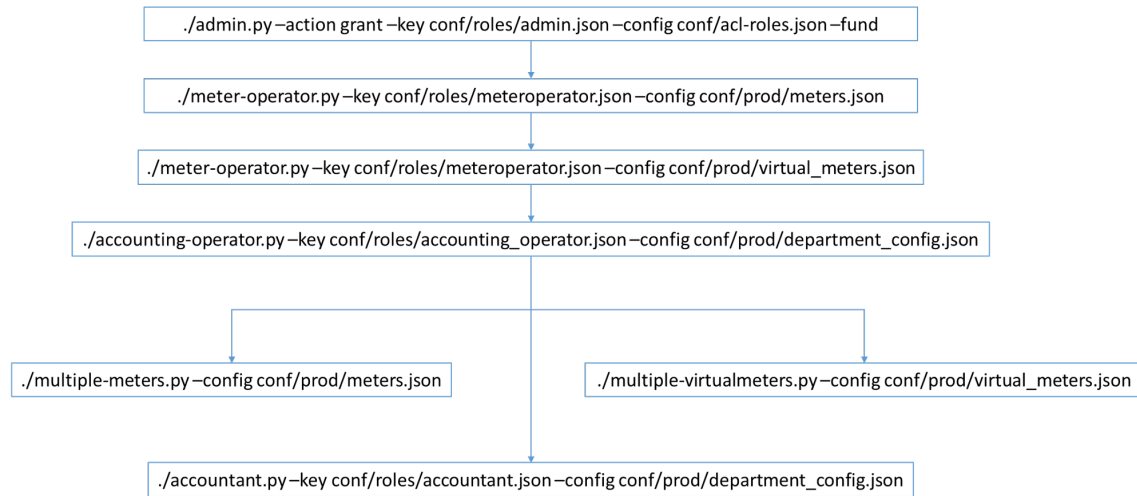 ./admin.py –action grant –key conf/roles/admin.json –config conf/acl-roles.json –fund
./meter-operator.py –key conf/roles/meteroperator.json –config conf/prod/meters.json
./meter-operator.py –key conf/roles/meteroperator.json –config conf/prod/virtual_meters.json
./accounting-operator.py –key conf/roles/accounting_operator.json –config conf/prod/department_config.json
./multiple-meters.py –config conf/prod/meters.json
./multiple-virtualmeters.py –config conf/prod/virtual_meters.json
./accountant.py –key conf/roles/accountant.json –config conf/prod/department_config.json